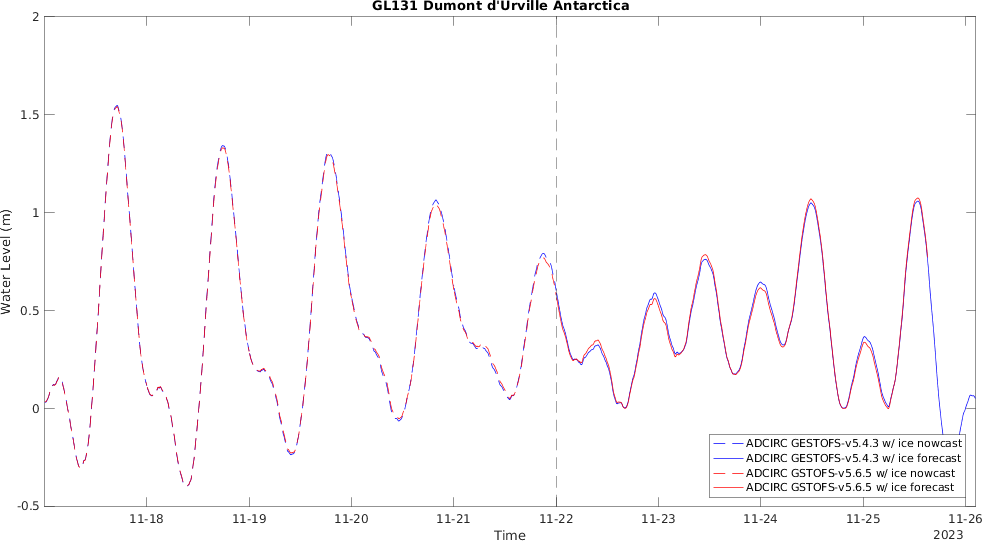 GL131 Dumont d'Urville Antarctica
2
1.5
1
0.5
0
-0.5
Water Level (m)
ADCIRC GESTOFS-v5.4.3 w/ ice nowcast
ADCIRC GESTOFS-v5.4.3 w/ ice forecast
ADCIRC GSTOFS-v5.6.5 w/ ice nowcast
ADCIRC GSTOFS-v5.6.5 w/ ice forecast
11-18 11-19 11-20 11-21 11-22 11-23 11-24 11-25 11-26
Time
2023